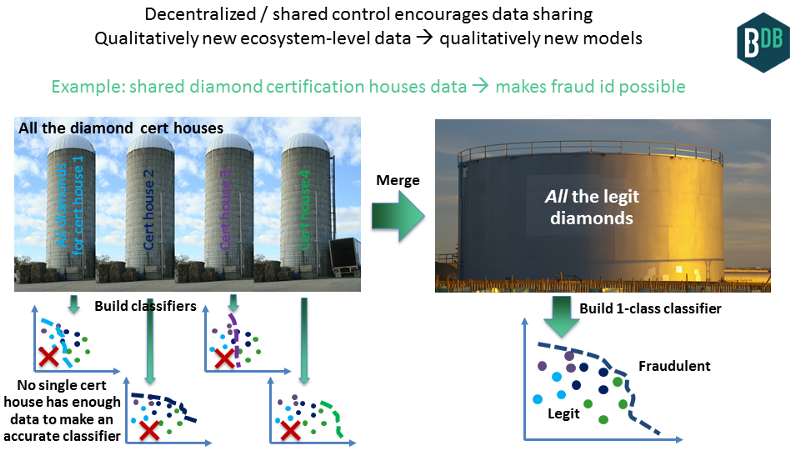 Decentralized / shared control encourages data sharing
Qualitatively new ecosystem-level data → qualitatively new models
BDB
Example: shared diamond certification houses data → makes fraud id possible
All the diamond cert houses
All diamonds
for cert house 1
Cert house 2
Cert house 3
Cert house 4
Merge
All the legit
diamonds
Build classifiers
Build 1-class classifier
No single cert
house has enough
data to make an
accurate classifier
Fraudulent
Legit